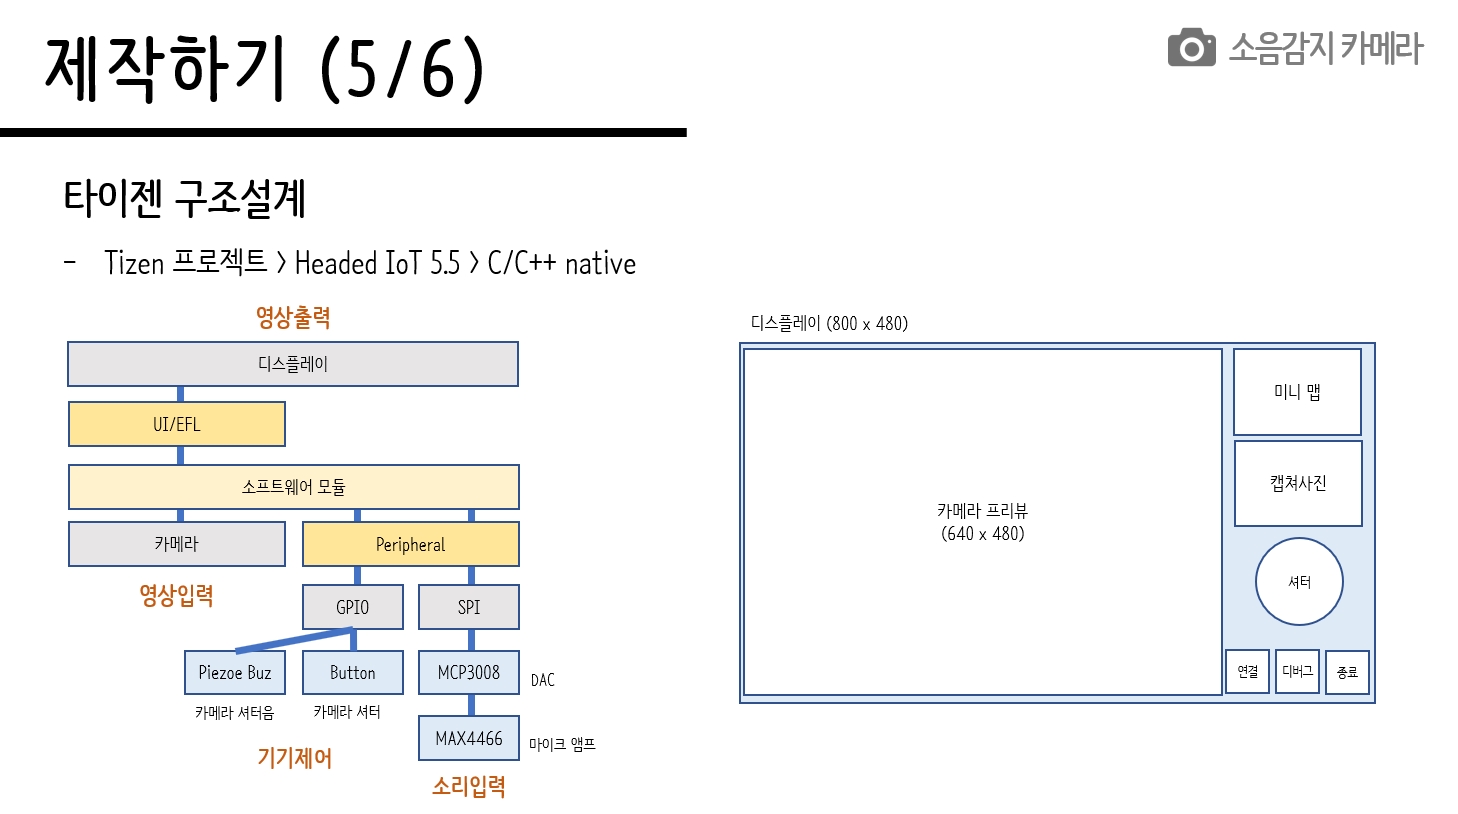 제작하기 (5/6)
소음감지 카메라
타이젠 구조설계
- Tizen 프로젝트 > Headed IoT 5.5 > C/C++ native
영상출력
디스플레이
UI/EFL
소프트웨어 모듈
카메라
Peripheral
영상입력
GPIO
SPI
Piezoe Buz
Button
MCP3008
DAC
카메라 셔터음
카메라 셔터
MAX4466
마이크 앰프
기기제어
소리입력
디스플레이 (800 x 480)
카메라 프리뷰
(640 x 480)
미니 맵
캡쳐사진
셔터
연결
디버그
종료